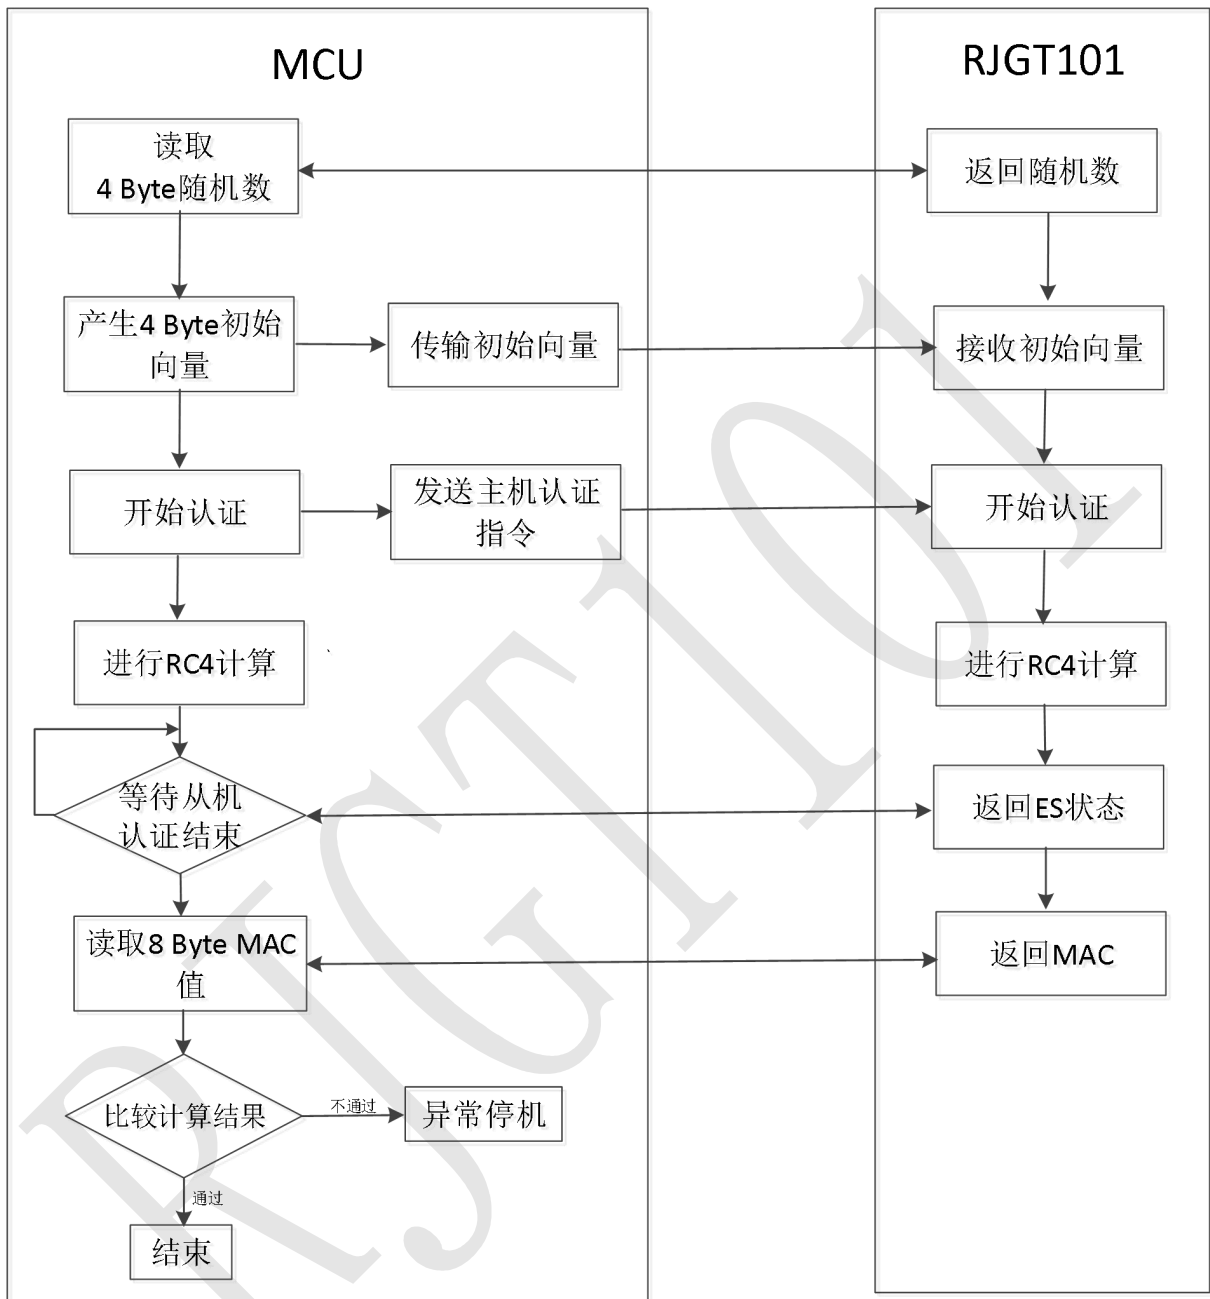 MCU
RJGT101
读取
4 Byte随机数
返回随机数
产生4 Byte初始
向量
传输初始向量
接收初始向量
开始认证
发送主机认证
指令
开始认证
进行RC4计算
进行RC4计算
等待从机
认证结束
返回ES状态
读取8 Byte MAC
值
返回MAC
比较计算结果
不通过
异常停机
通过
结束
RJGT101